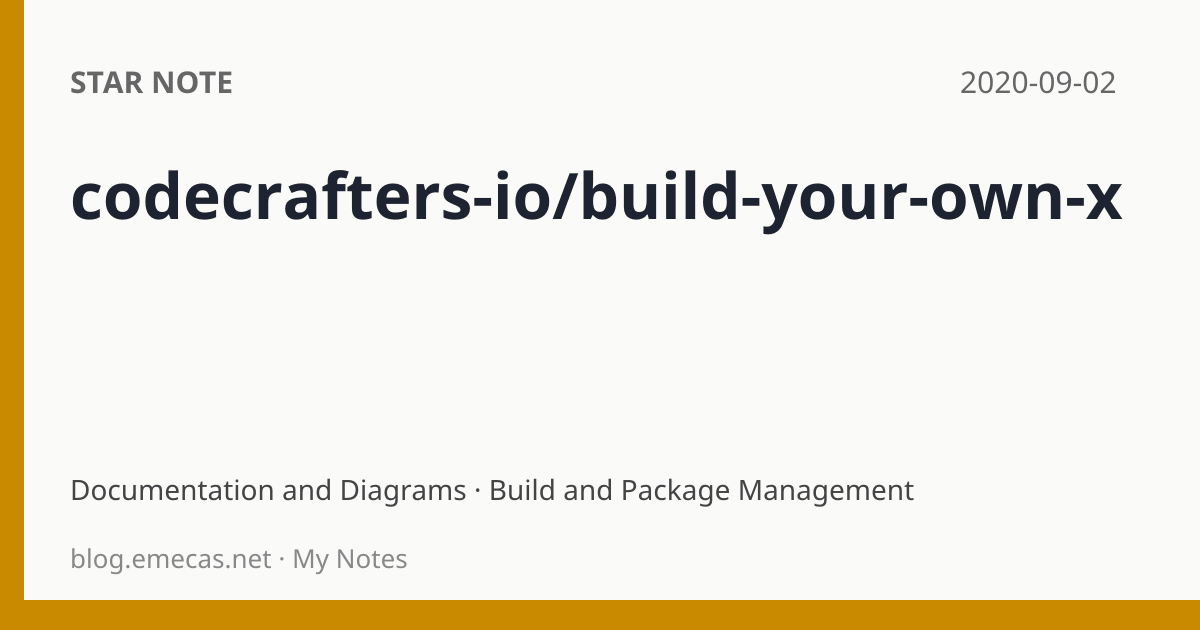 STAR NOTE
2020-09-02
codecrafters-io/build-your-own-x
Documentation and Diagrams · Build and Package Management
blog.emecas.net · My Notes